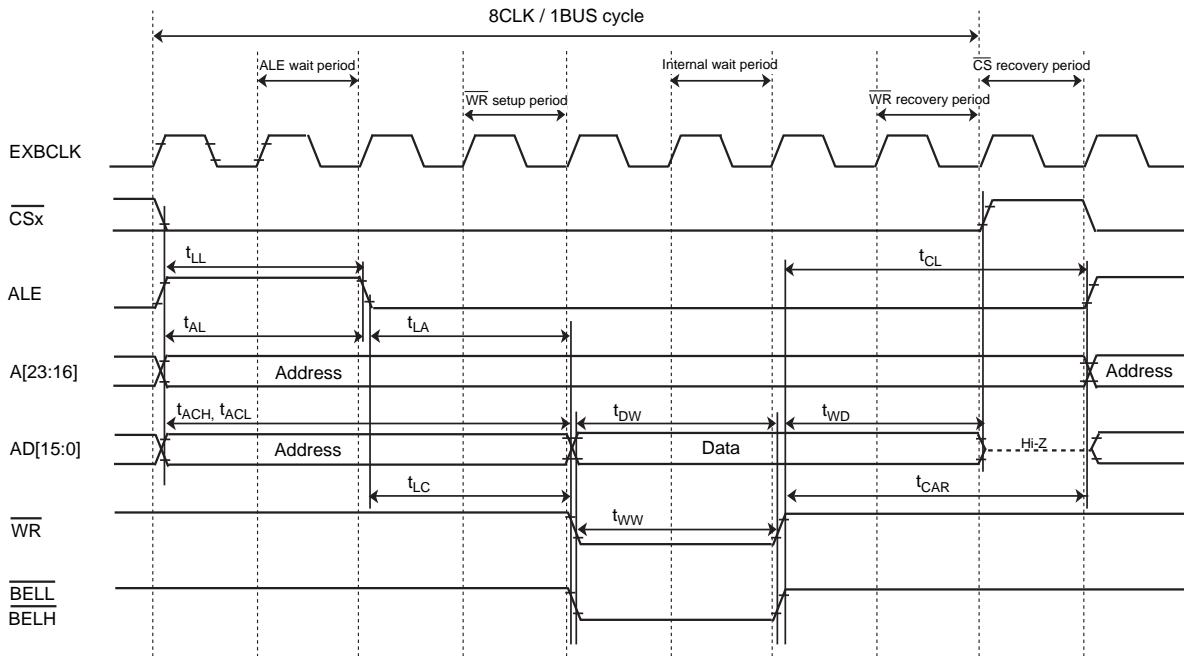 8CLK / 1BUS cycle
ALE wait period
Internal wait period
CS recovery period
WR setup period
WR recovery period
EXBCLK
CSx
tLL
tCL
ALE
tAL
tLA
A[23:16]
Address
Address
tACH, tACL
tDW
tWD
AD[15:0]
Address
Data
Hi-Z
tLC
tCAR
WR
tWW
BELL
BELH